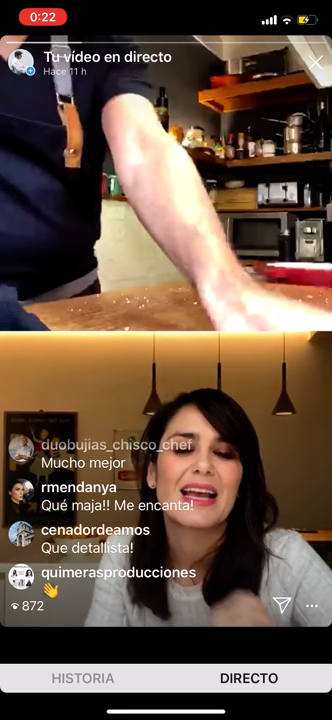 0:22
Tu vídeo en directo
Hace 11 h
duobujias_chisco_chef
Mucho mejor
rmendanya
Qué maja!! Me encanta!
cenadordeamos
Que detallista!
quimerasproducciones
👋
872
HISTORIA
DIRECTO